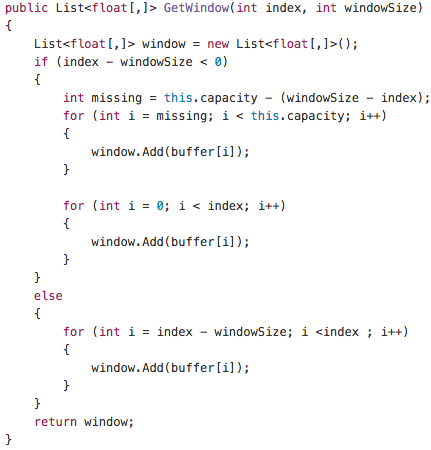 public List<float[,]> GetWindow(int index, int windowSize)
{
    List<float[,]> window = new List<float[,]>();
    if (index - windowSize < 0)
    {
        int missing = this.capacity - (windowSize - index);
        for (int i = missing; i < this.capacity; i++)
        {
            window.Add(buffer[i]);
        }

        for (int i = 0; i < index; i++)
        {
            window.Add(buffer[i]);
        }
    }
    else
    {
        for (int i = index - windowSize; i <index ; i++)
        {
            window.Add(buffer[i]);
        }
    }
    return window;
}